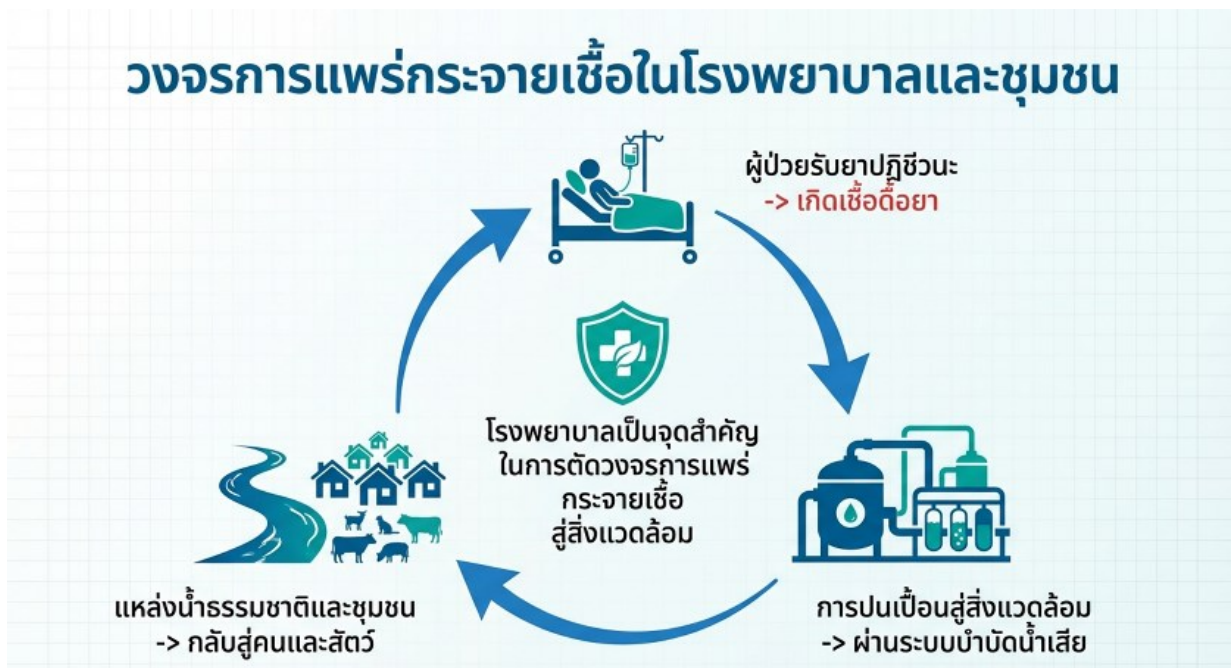 วงจรการแพร่กระจายเชื้อในโรงพยาบาลและชุมชน
ผู้ป่วยรับยาปฏิชีวนะ
-> เกิดเชื้อดื้อยา
โรงพยาบาลเป็นจุดสำคัญ
ในการตัดวงจรการแพร่
กระจายเชื้อ
สู่สิ่งแวดล้อม
การปนเปื้อนสู่สิ่งแวดล้อม
-> ผ่านระบบบำบัดน้ำเสีย
แหล่งน้ำธรรมชาติและชุมชน
-> กลับสู่คนและสัตว์